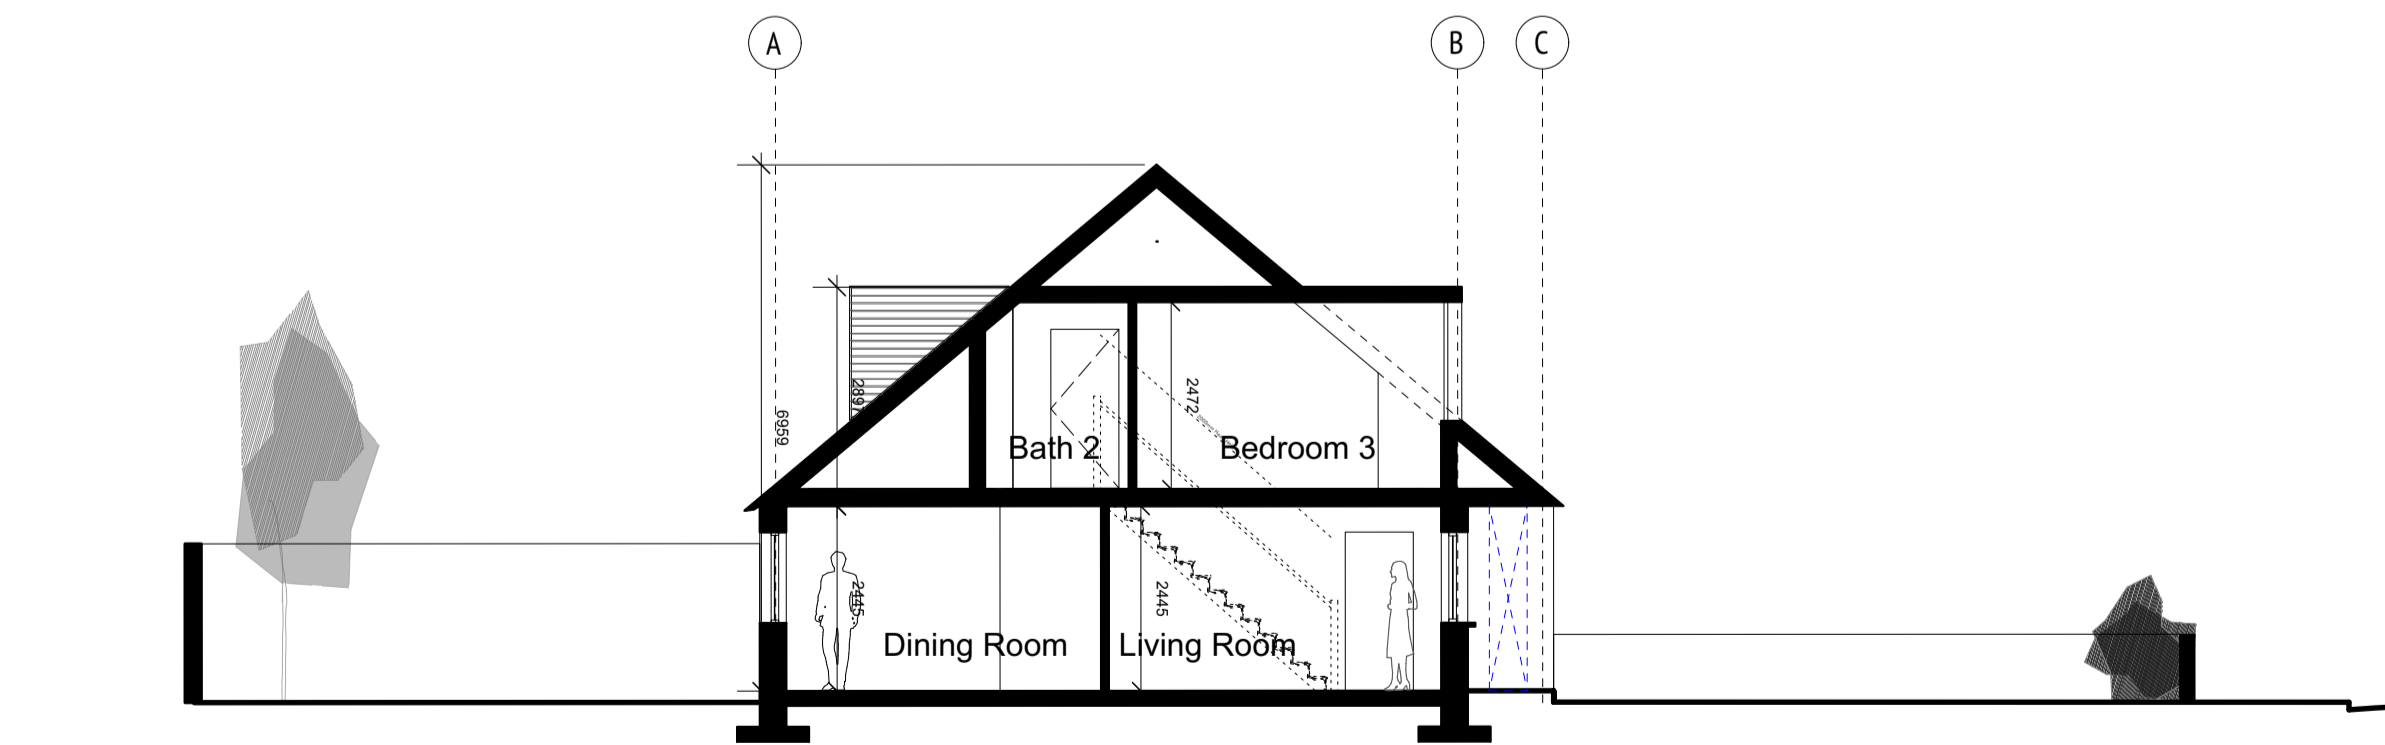 A
B
C
2897
6959
2472
Bath 2
Bedroom 3
2445
2445
Dining Room
Living Room